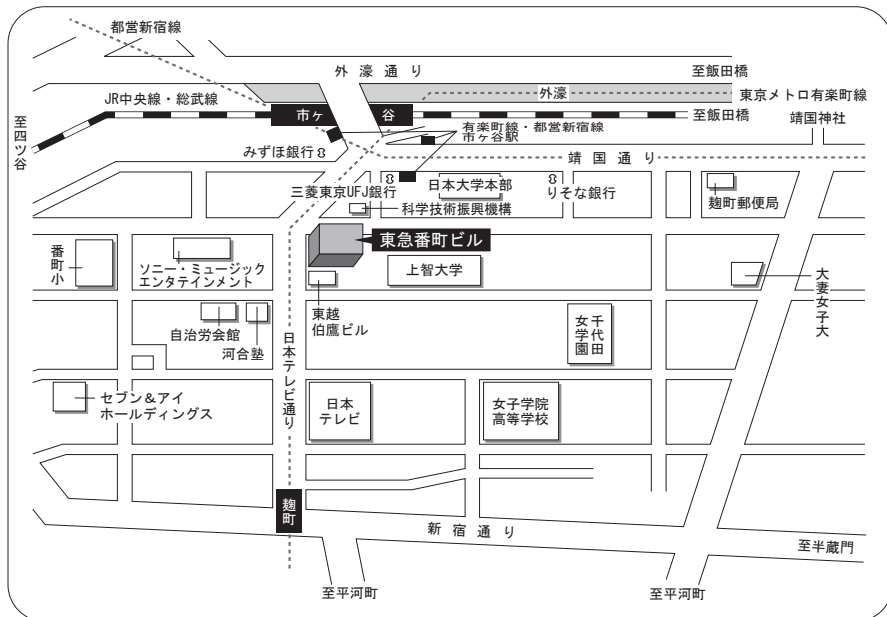 都営新宿線
外濠通り
至飯田橋
JR中央線・総武線
外濠
東京メトロ有楽町線
市ヶ谷
至飯田橋
至四ツ谷
有楽町線・都営新宿線
市ヶ谷駅
靖国神社
みずほ銀行
靖国通り
三菱東京UFJ銀行
日本大学本部
りそな銀行
麹町郵便局
科学技術振興機構
東急番町ビル
番町小
ソニー・ミュージック
エンタテインメント
上智大学
大妻女子大
東越
伯鷹ビル
自治労会館
河合塾
千代田
女学園
日本テレビ通り
セブン&アイ
ホールディングス
日本
テレビ
女子学院
高等学校
麹町
新宿通り
至半蔵門
至平河町
至平河町